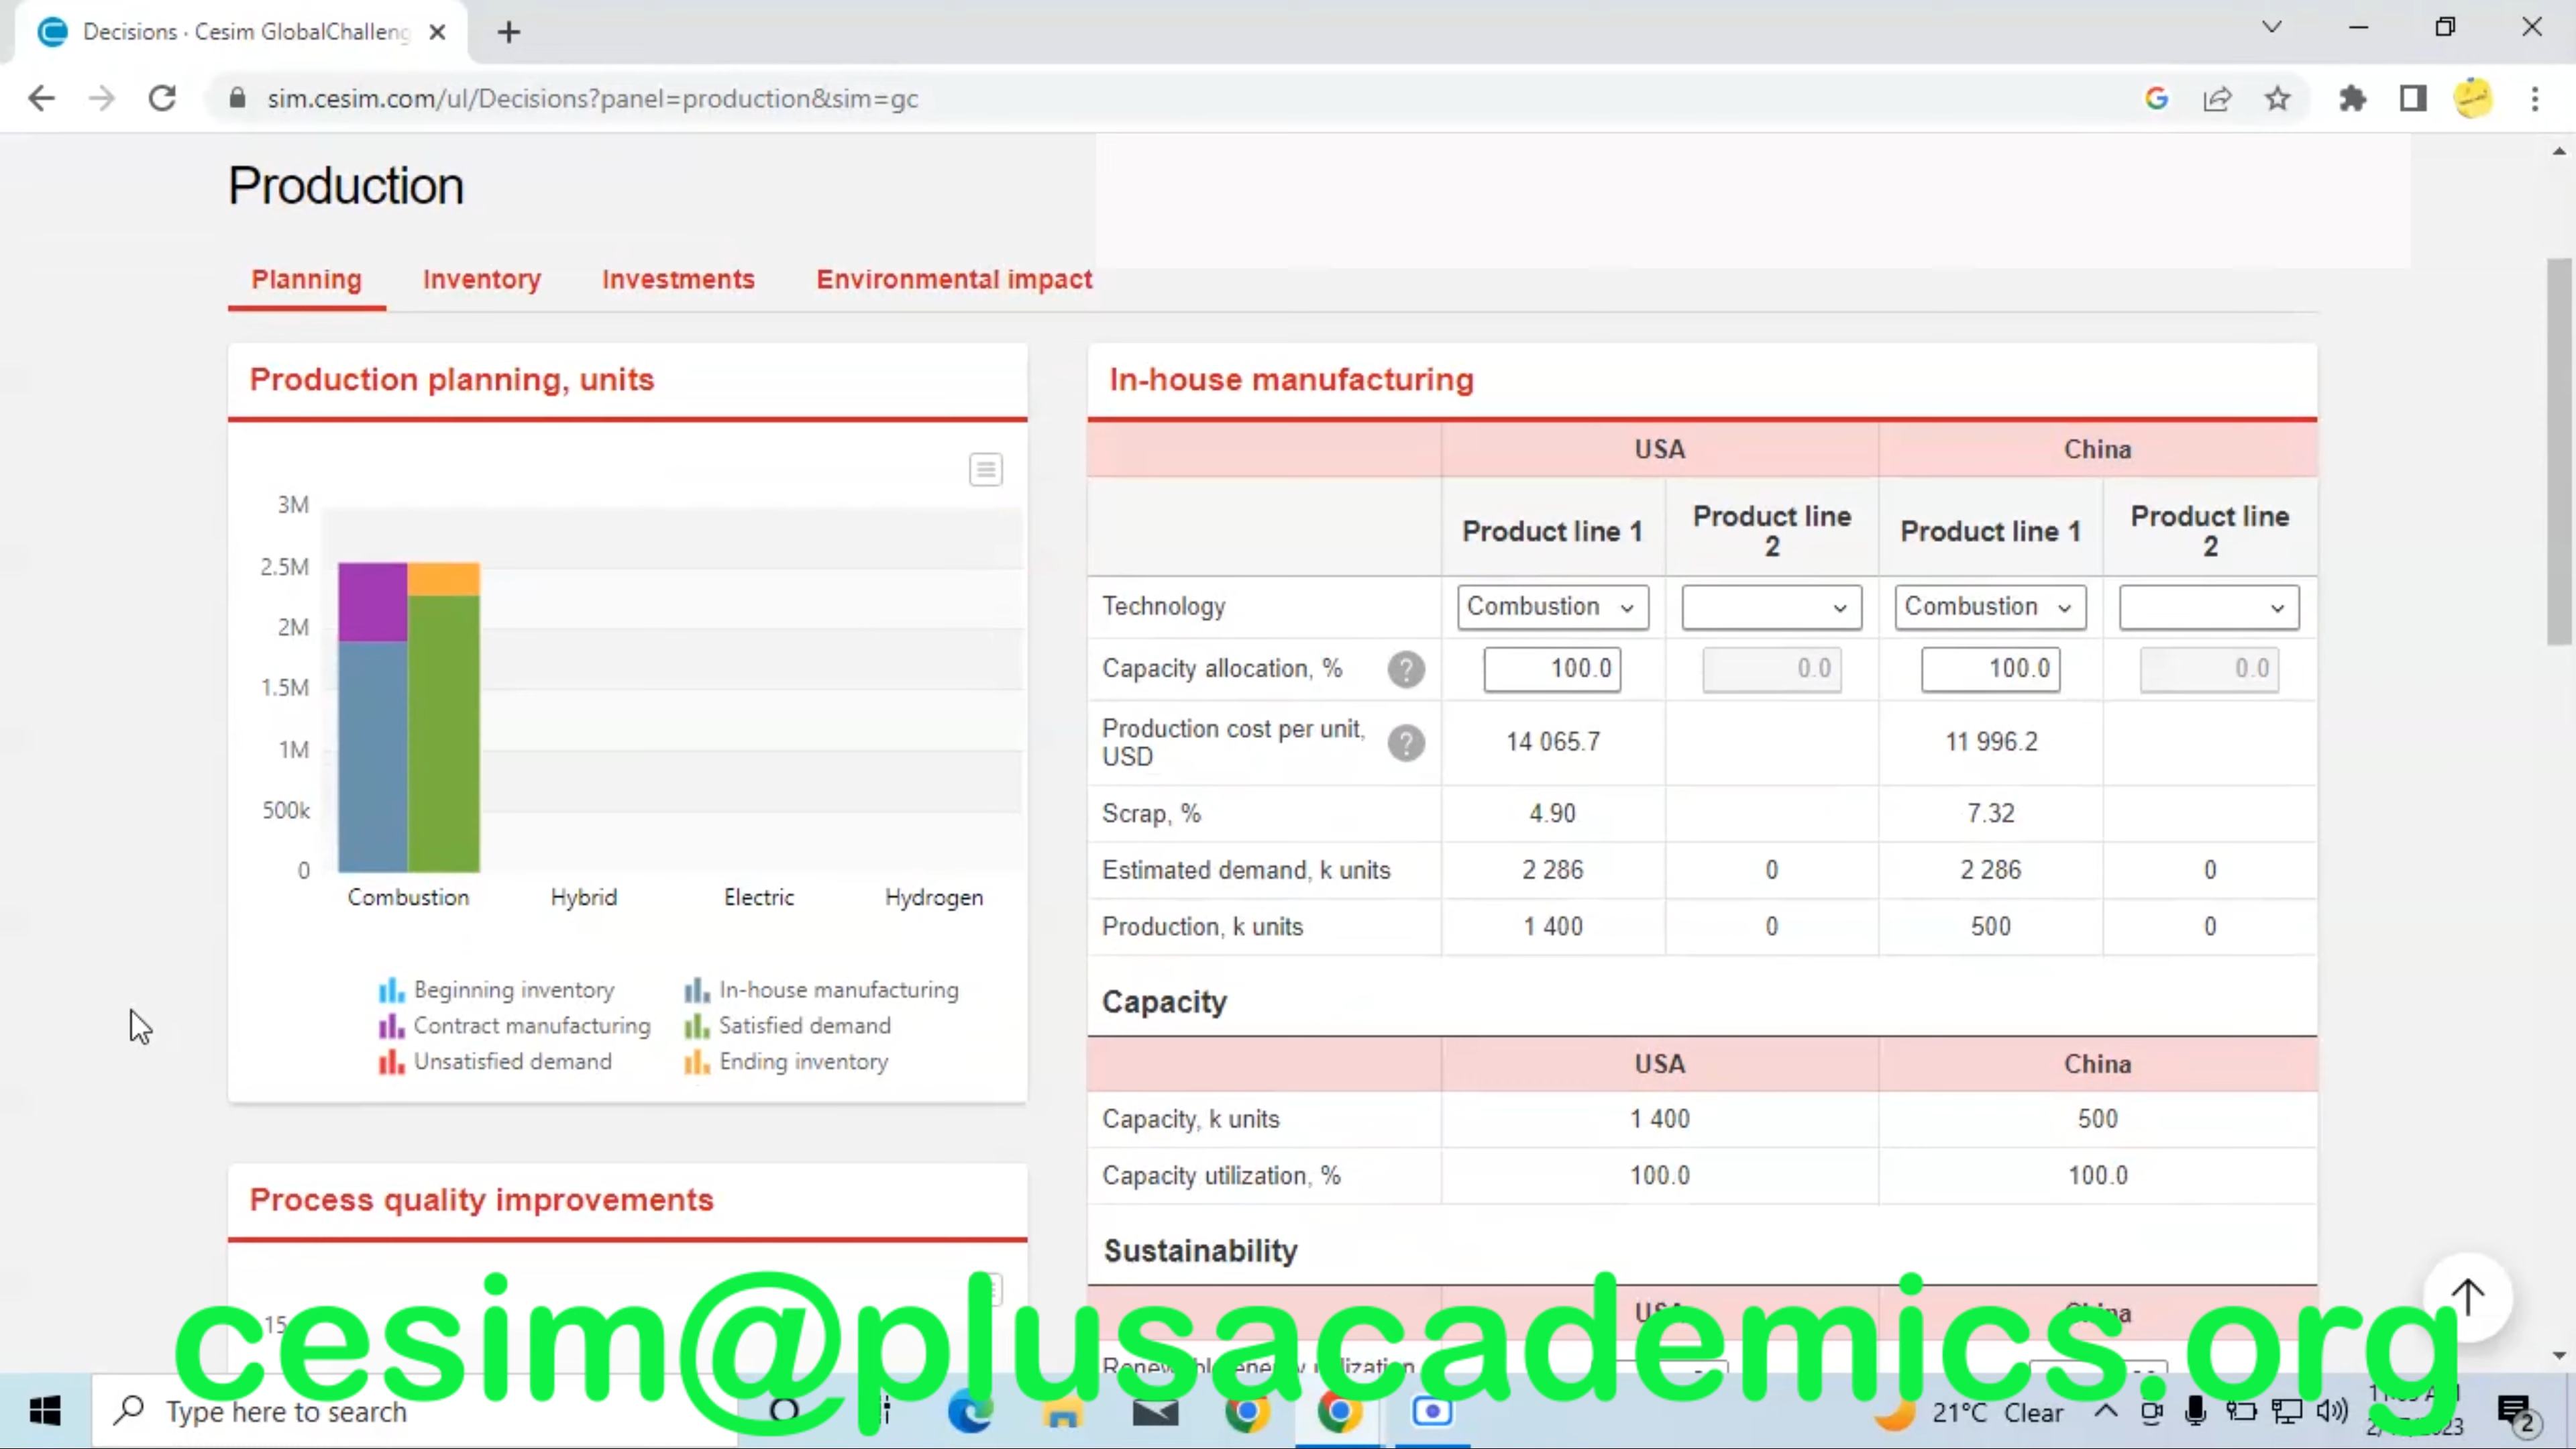 Decisions · Cesim GlobalChalleng
sim.cesim.com/ul/Decisions?panel=production&sim=gc
Production
Planning Inventory Investments Environmental impact
Production planning, units
3M
2.5M
2M
1.5M
1M
500k
0
Combustion Hybrid Electric Hydrogen
Beginning inventory In-house manufacturing
Contract manufacturing Satisfied demand
Unsatisfied demand Ending inventory
Process quality improvements
15
In-house manufacturing
USA China
Product line 1 Product line 2 Product line 1 Product line 2
Technology Combustion Combustion
Capacity allocation, % ? 100.0 0.0 100.0 0.0
Production cost per unit, USD ? 14 065.7 11 996.2
Scrap, % 4.90 7.32
Estimated demand, k units 2 286 0 2 286 0
Production, k units 1 400 0 500 0
Capacity
USA China
Capacity, k units 1 400 500
Capacity utilization, % 100.0 100.0
Sustainability
USA China
Renewable energy utilization
cesim@plusacademics.org
Type here to search
21°C Clear
2